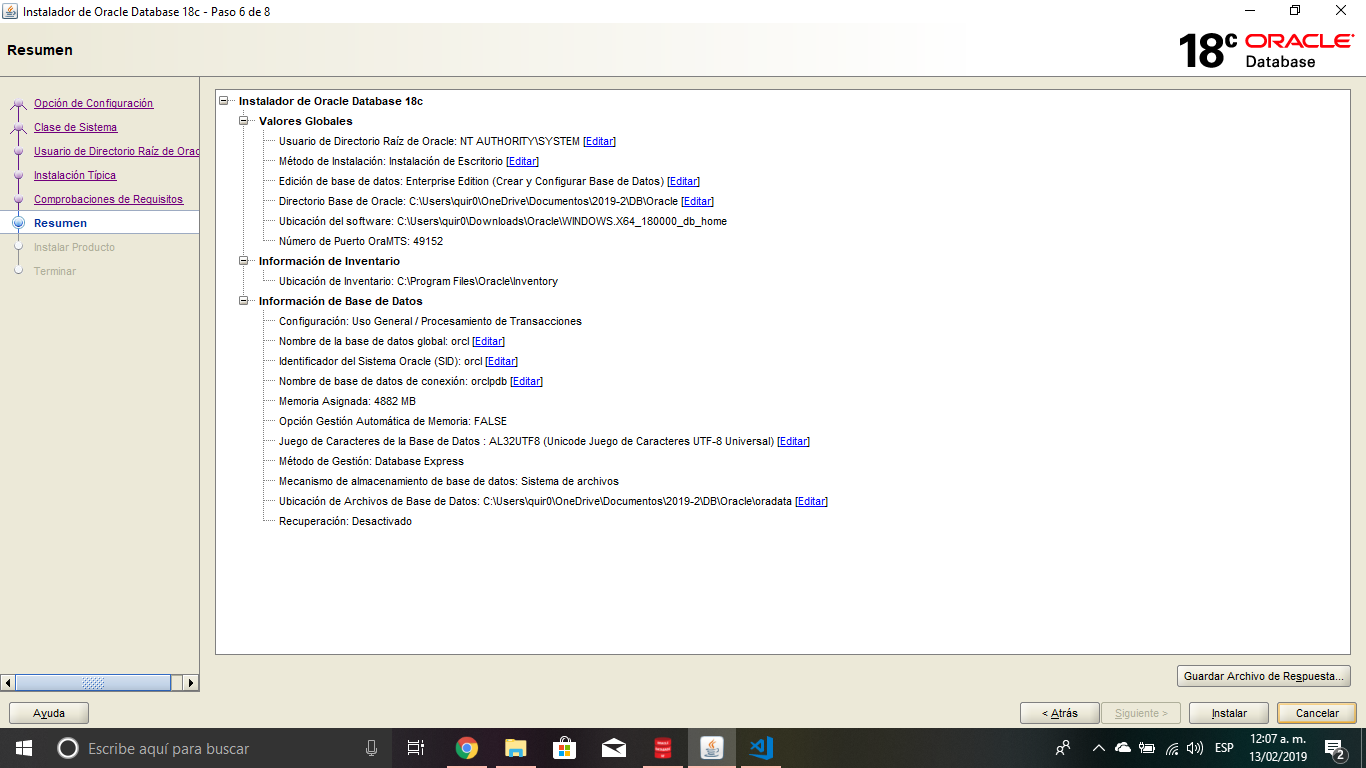 Instalador de Oracle Database 18c - Paso 6 de 8
Resumen
18c ORACLE
Database
Opción de Configuración
Clase de Sistema
Usuario de Directorio Raíz de Orac
Instalación Típica
Comprobaciones de Requisitos
Resumen
Instalar Producto
Terminar
Instalador de Oracle Database 18c
Valores Globales
Usuario de Directorio Raíz de Oracle: NT AUTHORITY\SYSTEM [Editar]
Método de Instalación: Instalación de Escritorio [Editar]
Edición de base de datos: Enterprise Edition (Crear y Configurar Base de Datos) [Editar]
Directorio Base de Oracle: C:\Users\quir0\OneDrive\Documentos\2019-2\DB\Oracle [Editar]
Ubicación del software: C:\Users\quir0\Downloads\Oracle\WINDOWS.X64_180000_db_home
Número de Puerto OraMTS: 49152
Información de Inventario
Ubicación de Inventario: C:\Program Files\Oracle\Inventory
Información de Base de Datos
Configuración: Uso General / Procesamiento de Transacciones
Nombre de la base de datos global: orcl [Editar]
Identificador del Sistema Oracle (SID): orcl [Editar]
Nombre de base de datos de conexión: orclpdb [Editar]
Memoria Asignada: 4882 MB
Opción Gestión Automática de Memoria: FALSE
Juego de Caracteres de la Base de Datos : AL32UTF8 (Unicode Juego de Caracteres UTF-8 Universal) [Editar]
Método de Gestión: Database Express
Mecanismo de almacenamiento de base de datos: Sistema de archivos
Ubicación de Archivos de Base de Datos: C:\Users\quir0\OneDrive\Documentos\2019-2\DB\Oracle\oradata [Editar]
Recuperación: Desactivado
Guardar Archivo de Respuesta...
Ayuda
< Atrás
Siguiente >
Instalar
Cancelar
Escribe aquí para buscar
ESP
12:07 a. m.
13/02/2019
2